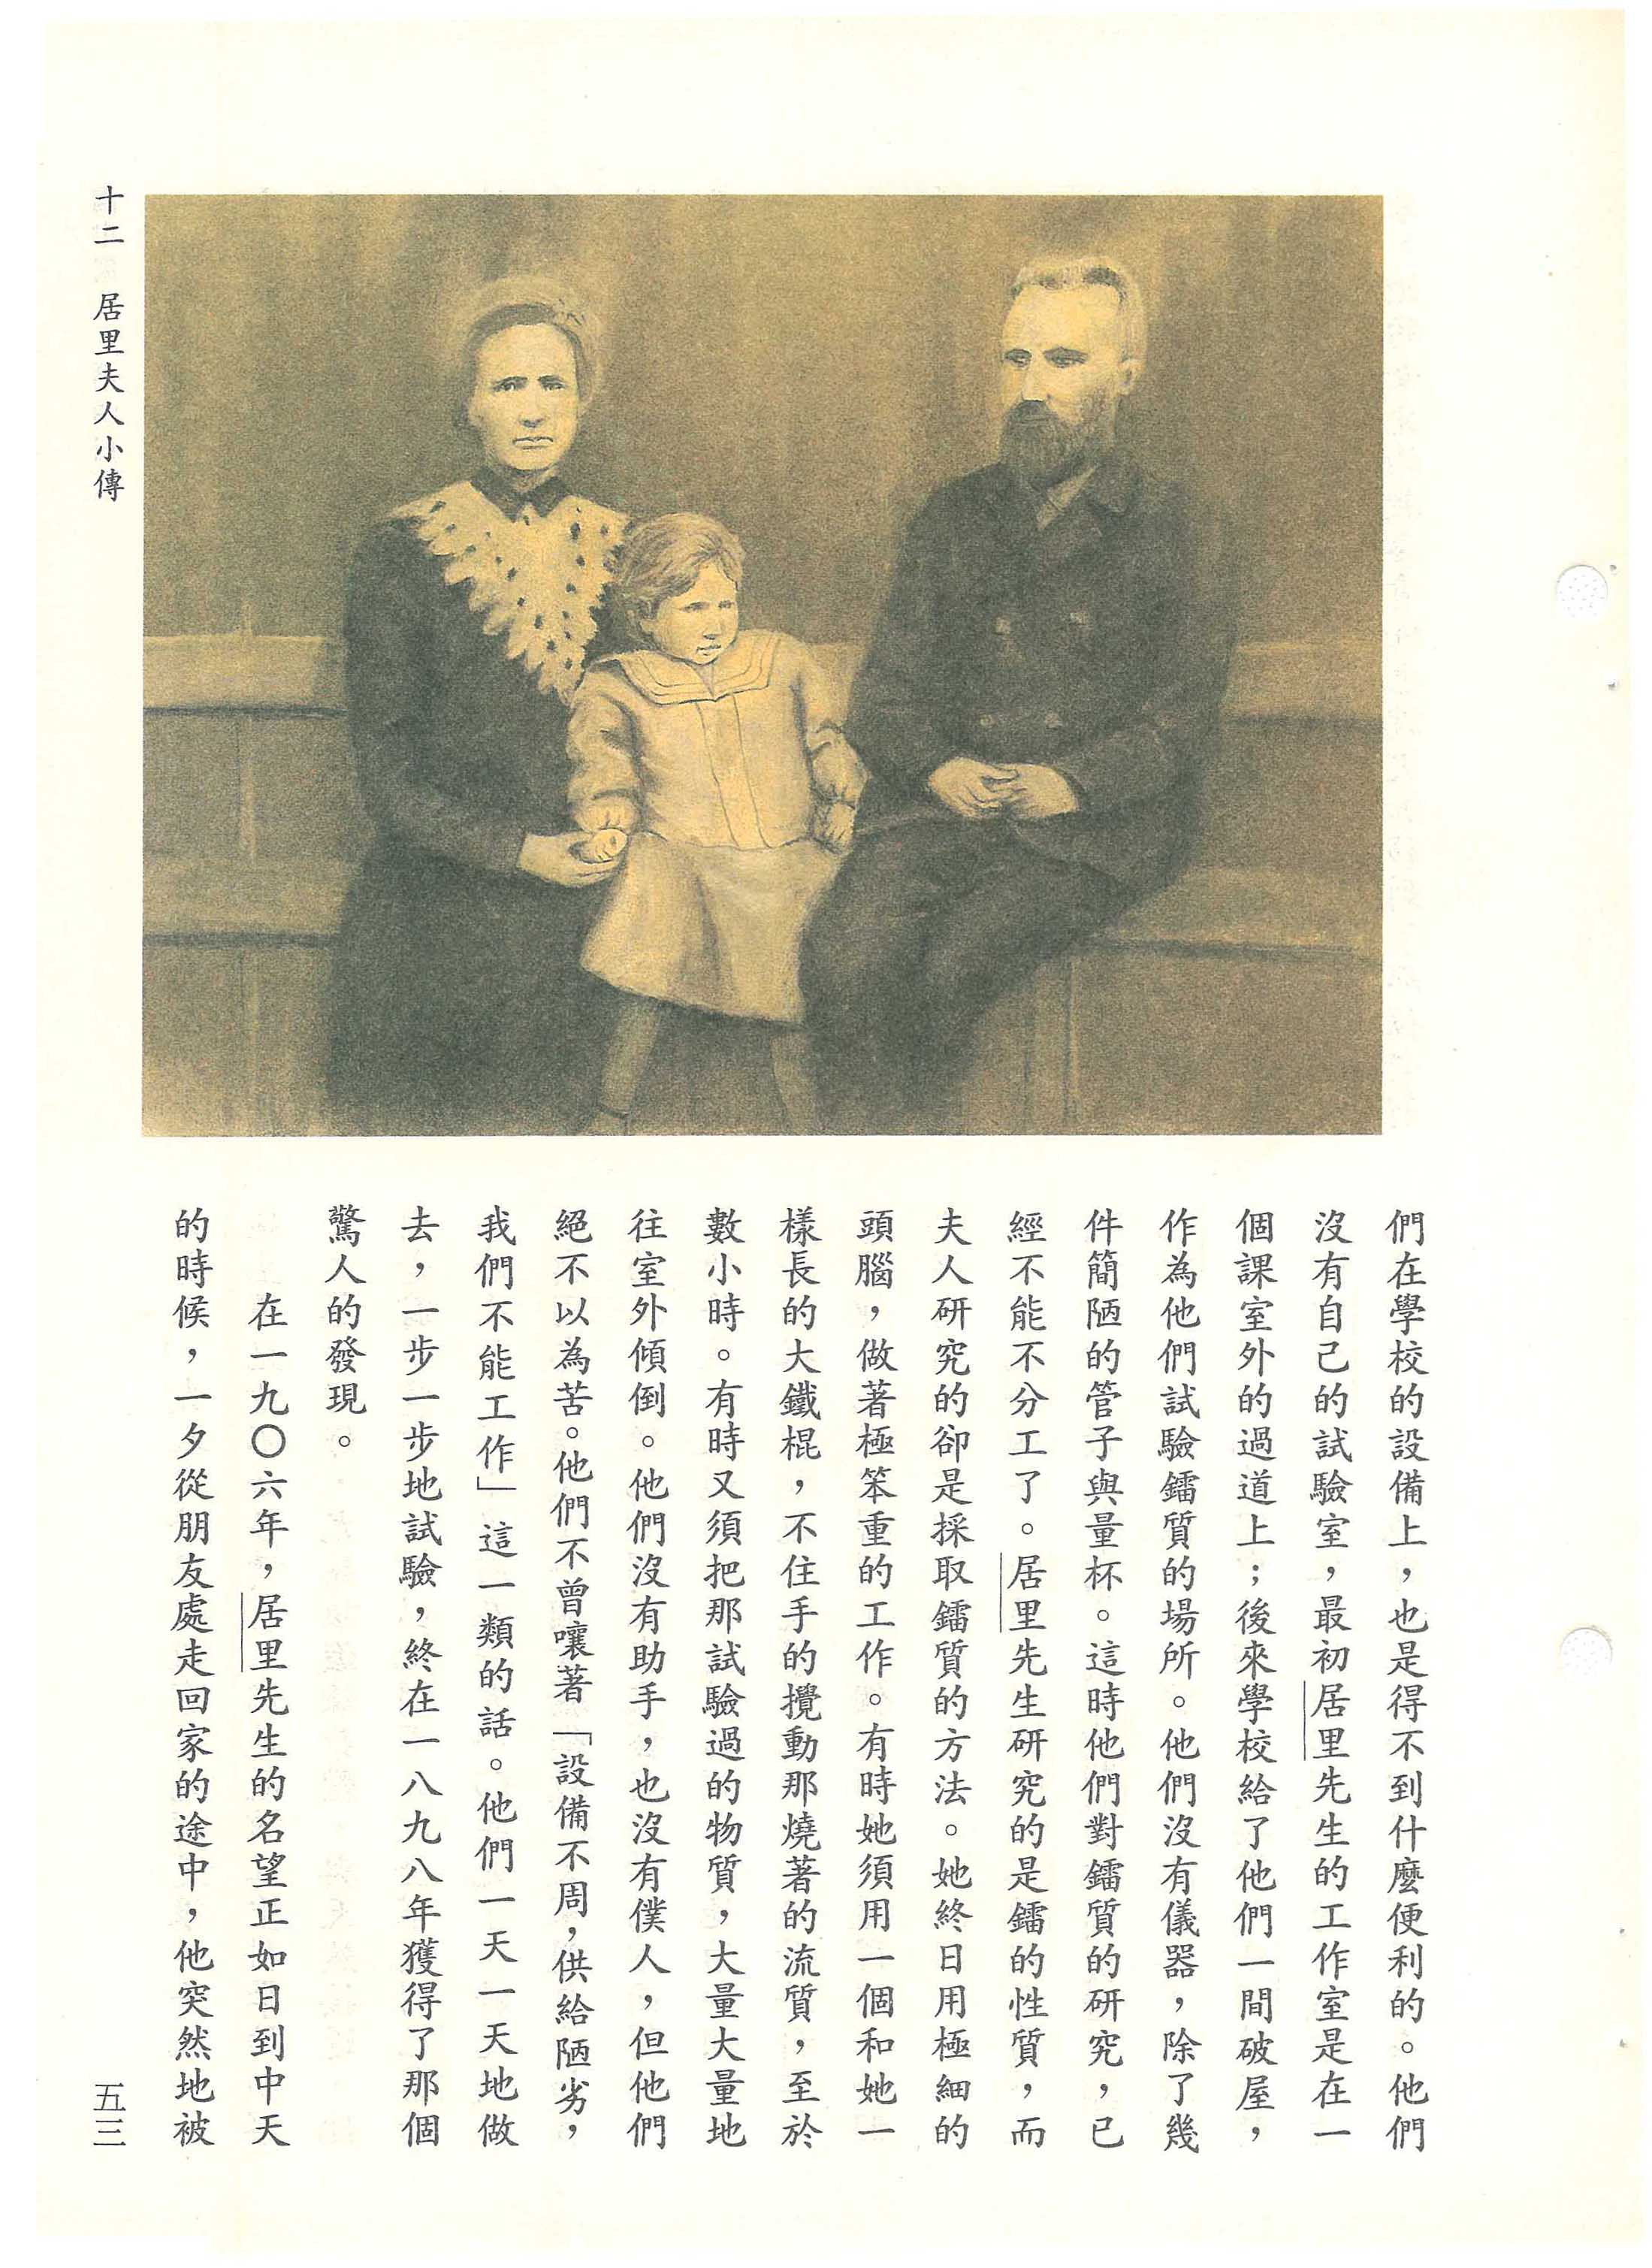 們在學校的設備上，也是得不到什麼便利的。他們
沒有自己的試驗室，最初居里先生的工作室是在一
個課室外的過道上；後來學校給了他們一間破屋，
作為他們試驗鐳質的場所。他們沒有儀器，除了幾
件簡陋的管子與量杯。這時他們對鐳質的研究，已
經不能不分工了。居里先生研究的是鐳的性質，而
夫人研究的卻是採取鐳質的方法。她終日用極細的
頭腦，做著極笨重的工作。有時她須用一個和她一
樣長的大鐵棍，不住手的攪動那燒著的流質，至於
數小時。有時又須把那試驗過的物質，大量大量地
往室外傾倒。他們沒有助手，也沒有僕人，但他們
絕不以為苦。他們不曾嚷著「設備不周，供給陋劣，
我們不能工作」這一類的話。他們一天一天地做
去，一步一步地試驗，終在一八九八年獲得了那個
驚人的發現。
在一九〇六年，居里先生的名望正如日到中天
的時候，一夕從朋友處走回家的途中，他突然地被
十二 居里夫人小傳
五三